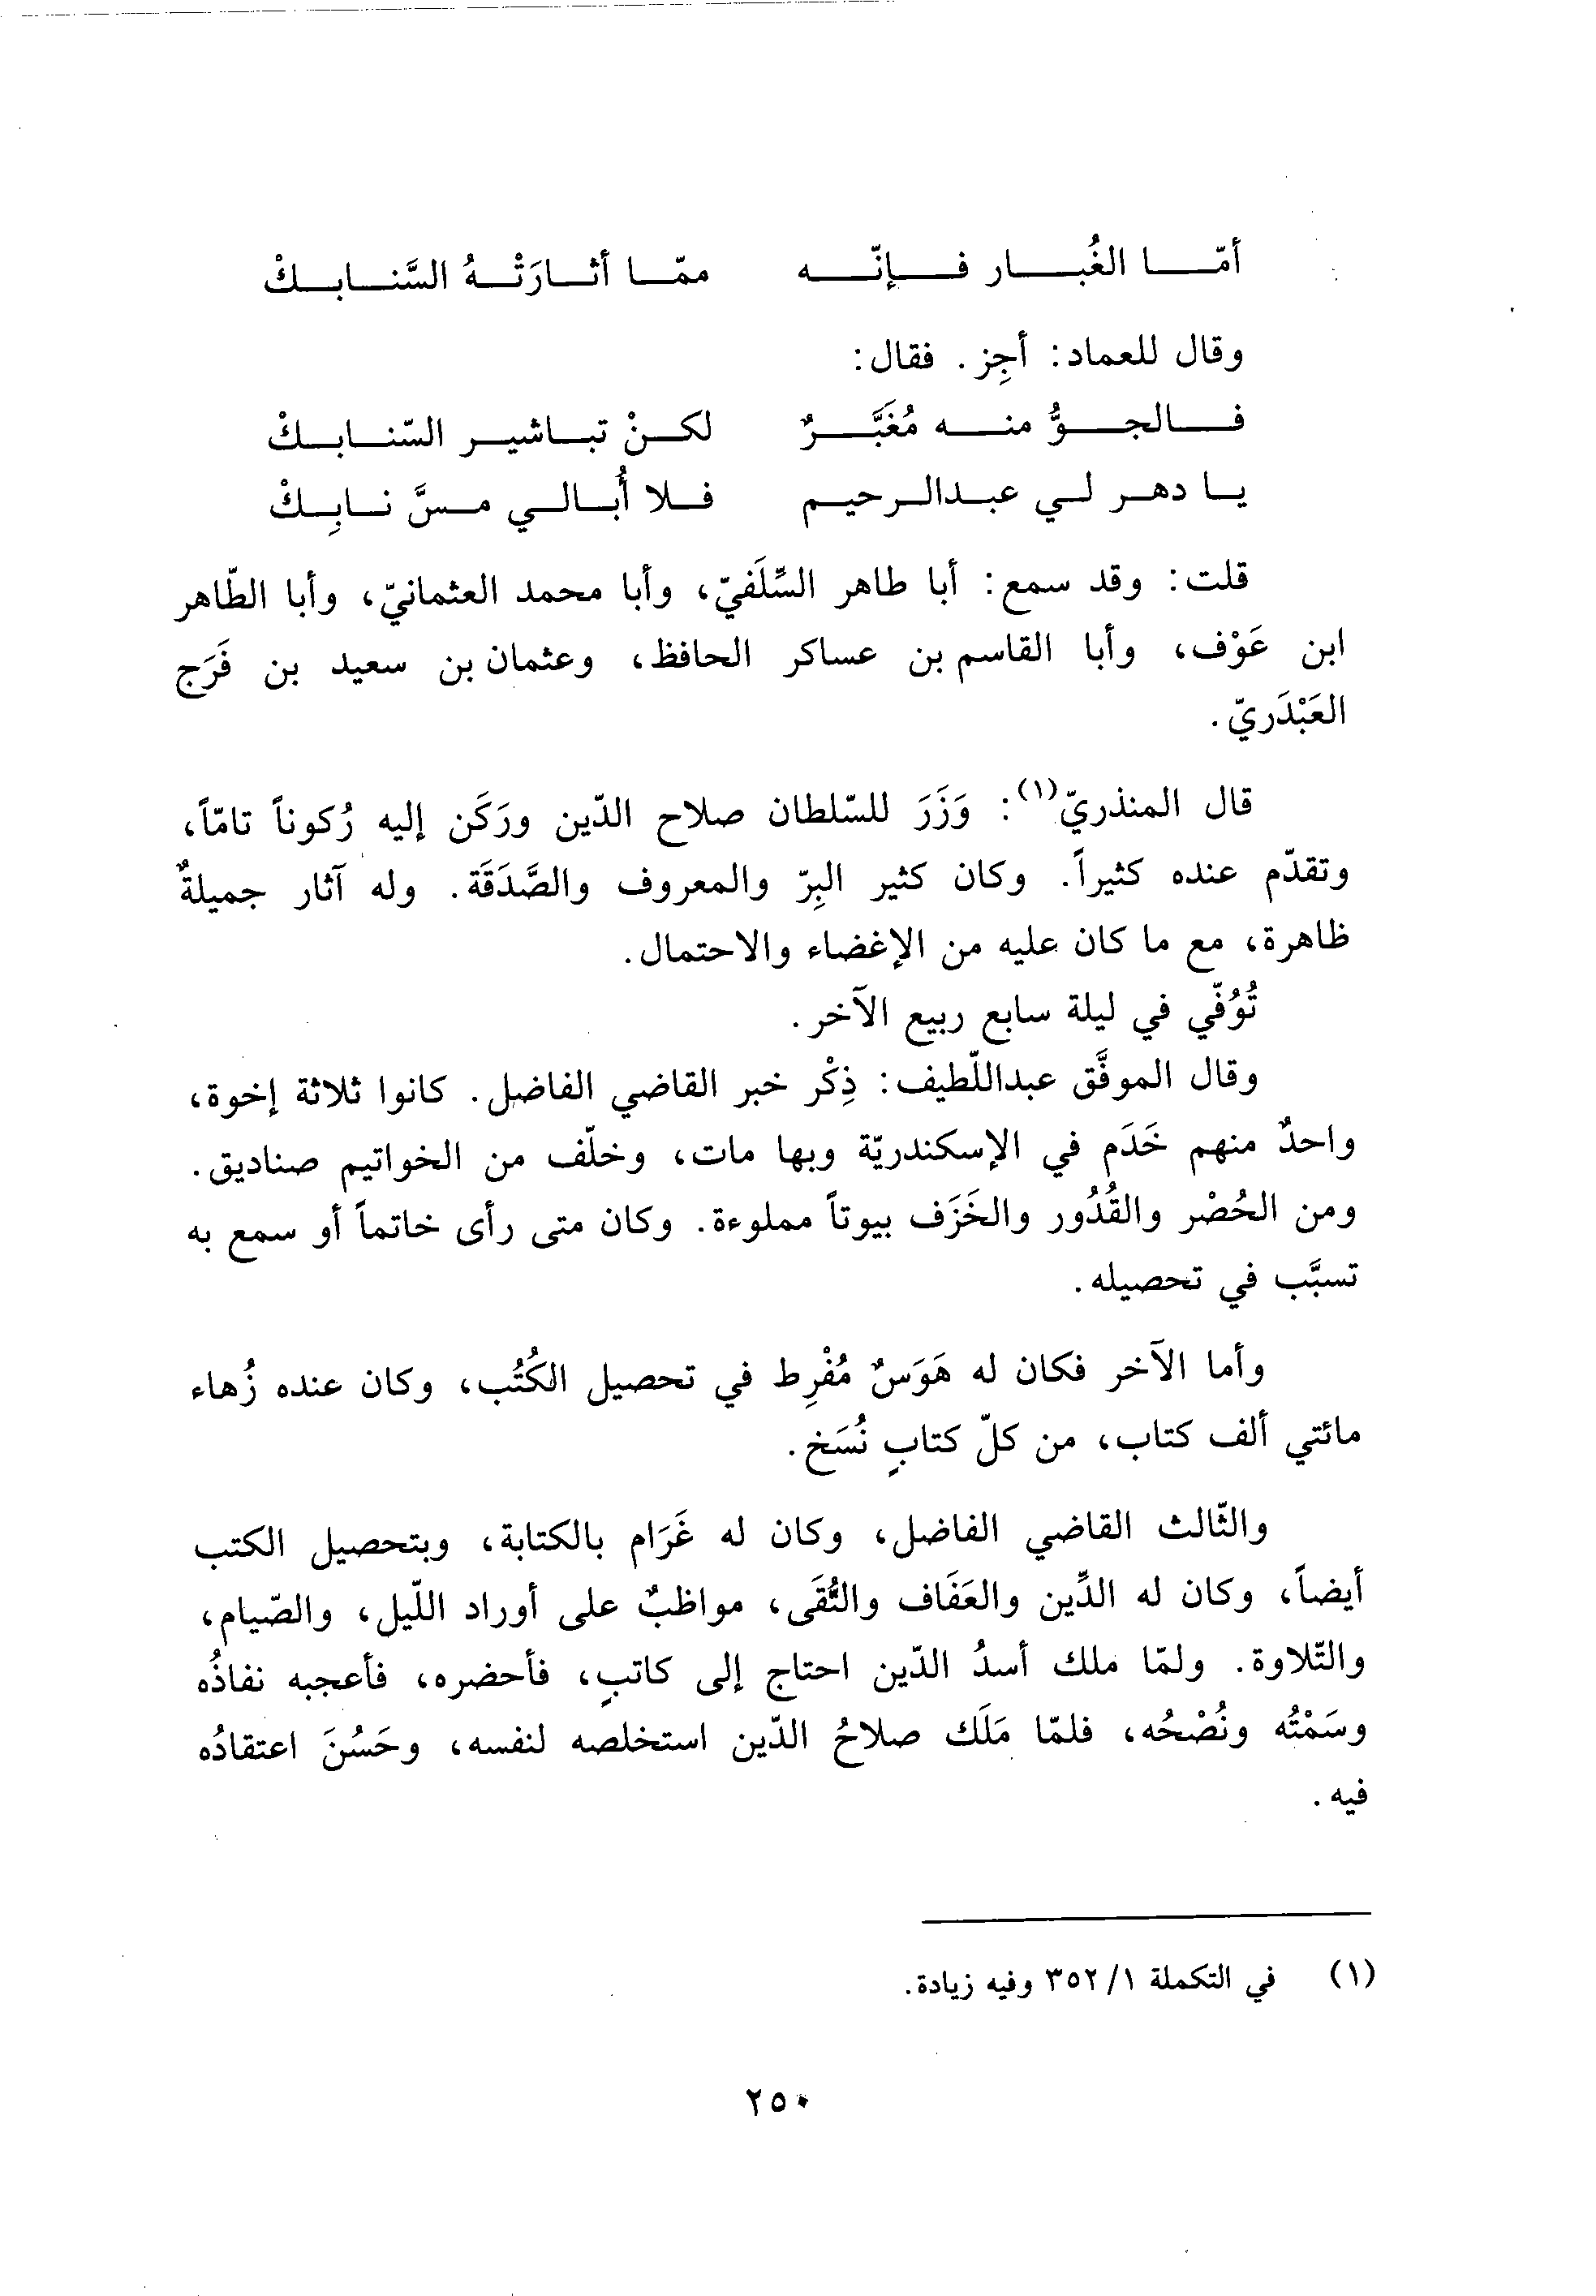 أمّا الغُبار فإنّه ممّا أثارَتْهُ السَّنابكْ
وقال للعماد: أجِز. فقال:
فالجوُّ منه مُغَبَّرٌ لكنْ تباشير السّنابكْ
يا دهر لي عبدالرحيم فلا أُبالي مسَّ نابِكْ
قلت: وقد سمع: أبا طاهر السِّلَفيّ، وأبا محمد العثمانيّ، وأبا الطّاهر
ابن عَوْف، وأبا القاسم بن عساكر الحافظ، وعثمان بن سعيد بن فَرَج
العَبْدَريّ.
قال المنذريّ(١): وَزَرَ للسّلطان صلاح الدّين ورَكَن إليه رُكوناً تامّاً،
وتقدّم عنده كثيراً. وكان كثير البِرّ والمعروف والصَّدَقَة. وله آثار جميلةٌ
ظاهرة، مع ما كان عليه من الإغضاء والاحتمال.
تُوُفّي في ليلة سابع ربيع الآخر.
وقال الموفَّق عبداللّطيف: ذِكْر خبر القاضي الفاضل. كانوا ثلاثة إخوة،
واحدٌ منهم خَدَم في الإسكندريّة وبها مات، وخلّف من الخواتيم صناديق.
ومن الحُصْر والقُدُور والخَزَف بيوتاً مملوءة. وكان متى رأى خاتماً أو سمع به
تسبَّب في تحصيله.
وأما الآخر فكان له هَوَسٌ مُفْرِط في تحصيل الكُتُب، وكان عنده زُهاء
مائتي ألف كتاب، من كلّ كتابٍ نُسَخ.
والثّالث القاضي الفاضل، وكان له غَرَام بالكتابة، وبتحصيل الكتب
أيضاً، وكان له الدِّين والعَفَاف والتُّقَى، مواظبٌ على أوراد اللّيل، والصّيام،
والتّلاوة. ولمّا ملك أسدُ الدّين احتاج إلى كاتبٍ، فأحضره، فأعجبه نفاذُه
وسَمْتُه ونُصْحُه، فلمّا مَلَك صلاحُ الدّين استخلصه لنفسه، وحَسُنَ اعتقادُه
فيه.
(١) في التكملة ١/ ٣٥٢ وفيه زيادة.
٢٥٠